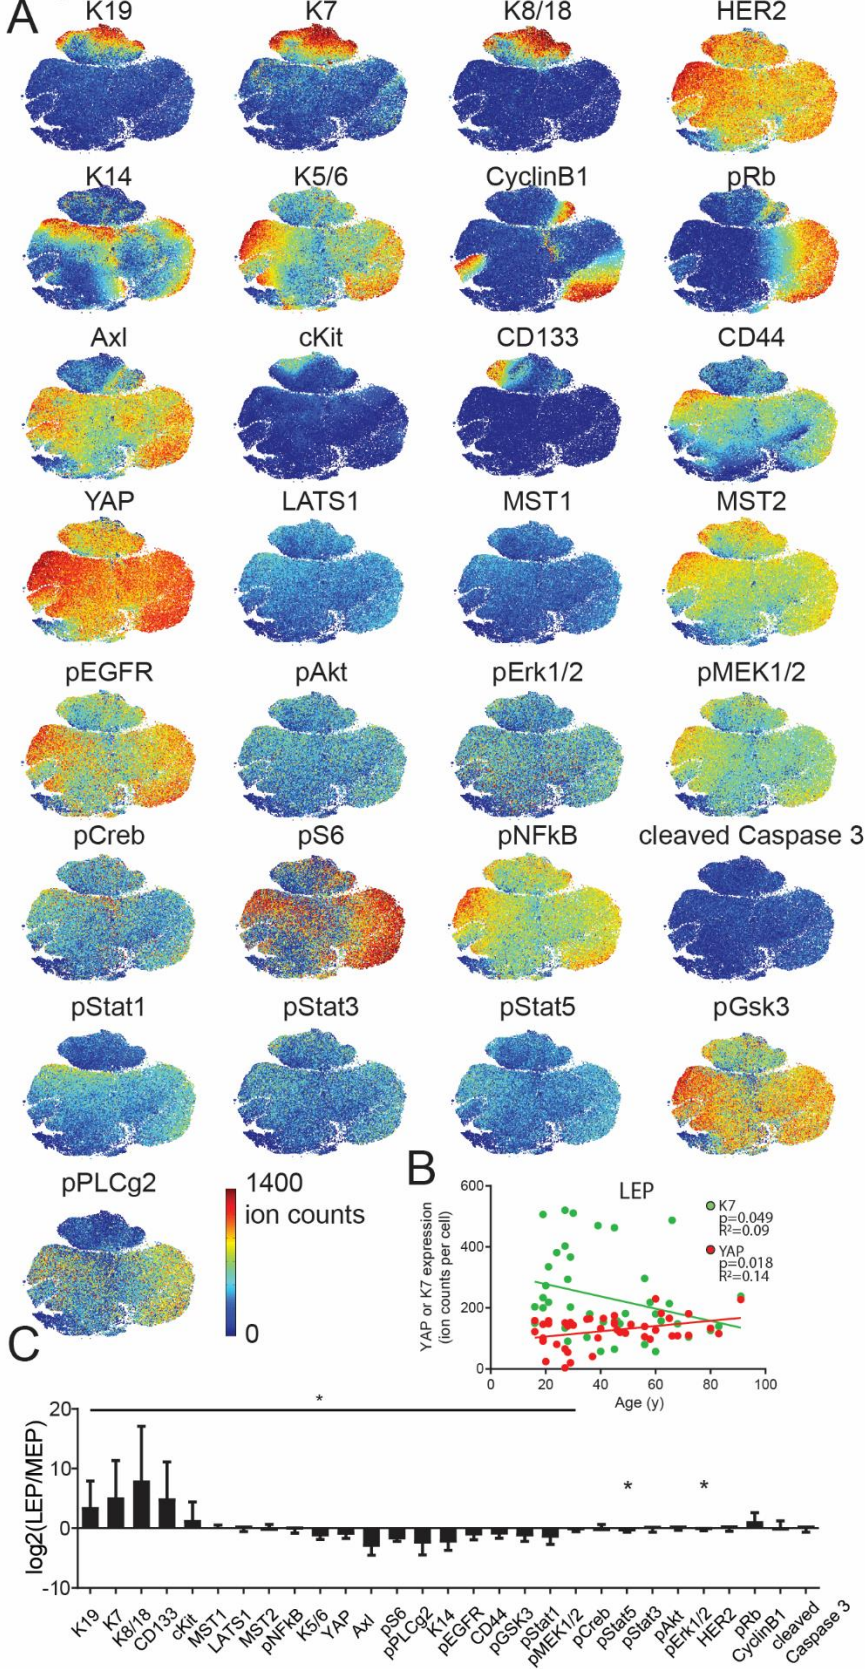 A
K19 K7 K8/18 HER2
K14 K5/6 CyclinB1 pRb
Axl cKit CD133 CD44
YAP LATS1 MST1 MST2
pEGFR pAkt pErk1/2 pMEK1/2
pCreb pS6 pNFkB cleaved Caspase 3
pStat1 pStat3 pStat5 pGsk3
pPLCg2
1400
ion counts
0
B
LEP
YAP or K7 expression
(ion counts per cell)
600
400
200
0
0 20 40 60 80 100
Age (y)
K7
p=0.049
R²=0.09
YAP
p=0.018
R²=0.14
C
log2(LEP/MEP)
20
10
0
-10
*
* *
K19
K7
K8/18
CD133
cKit
MST1
LATS1
MST2
pNFkB
K5/6
YAP
Axl
pS6
pPLCg2
K14
pEGFR
CD44
pGSK3
pStat1
pMEK1/2
pCreb
pStat5
pStat3
pAkt
pErk1/2
HER2
pRb
CyclinB1
cleaved
Caspase 3